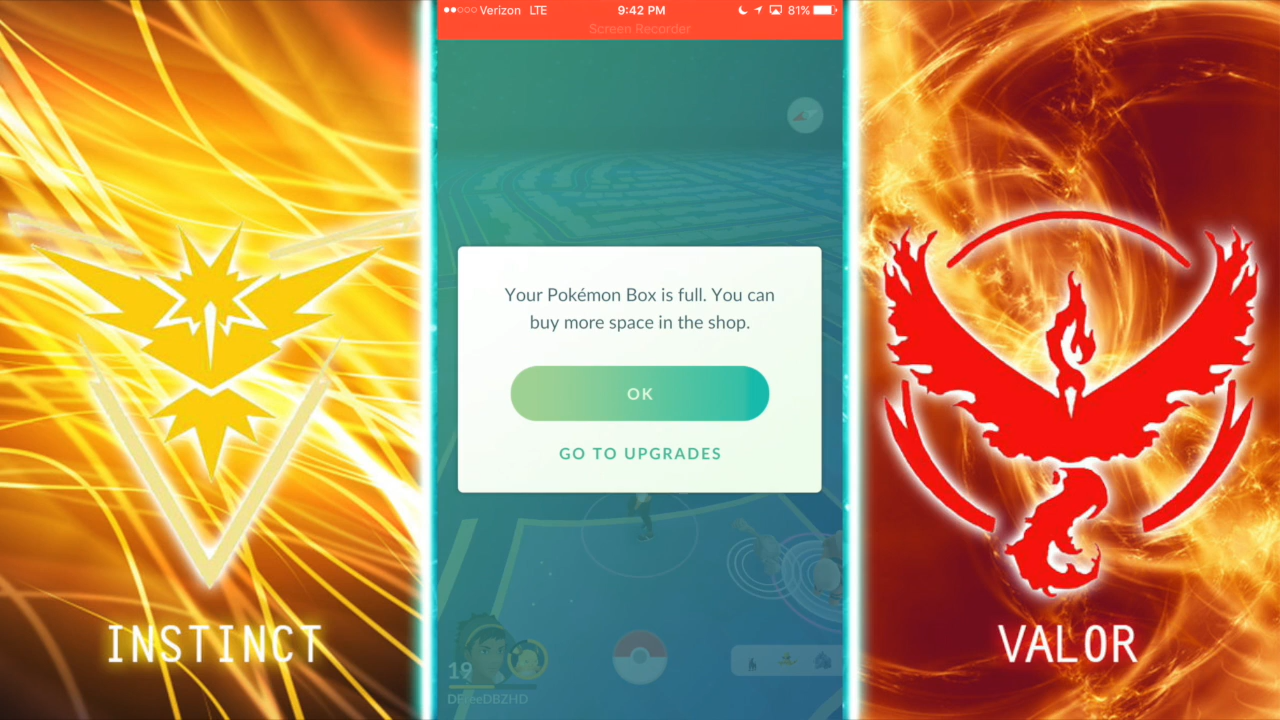 Verizon LTE 9:42 PM 81%
Screen Recorder
Your Pokémon Box is full. You can
buy more space in the shop.
OK
GO TO UPGRADES
INSTINCT
VALOR
19
DFreeDBZHD